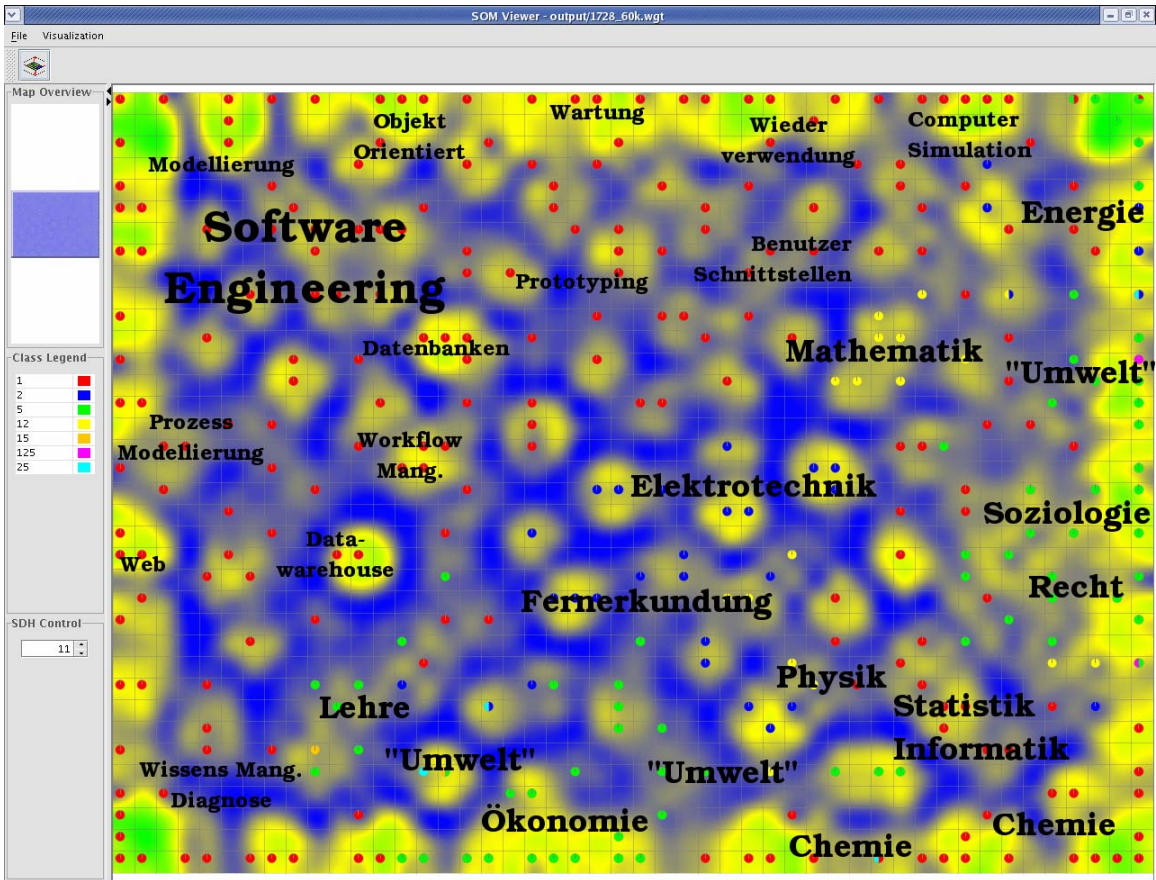 SOM Viewer - output/1728_60k.wgt
File Visualization
Map Overview
Class Legend
1
2
5
12
15
125
25
SDH Control
11
Wartung
Objekt
Orientiert
Wieder
verwendung
Computer
Simulation
Modellierung
Energie
Software
Engineering
Benutzer
Schnittstellen
Prototyping
Datenbanken
Mathematik
"Umwelt"
Prozess
Modellierung
Workflow
Mang.
Elektrotechnik
Soziologie
Data-
warehouse
Web
Recht
Fernerkundung
Physik
Lehre
Statistik
Informatik
"Umwelt"
"Umwelt"
Wissens Mang.
Diagnose
Ökonomie
Chemie
Chemie